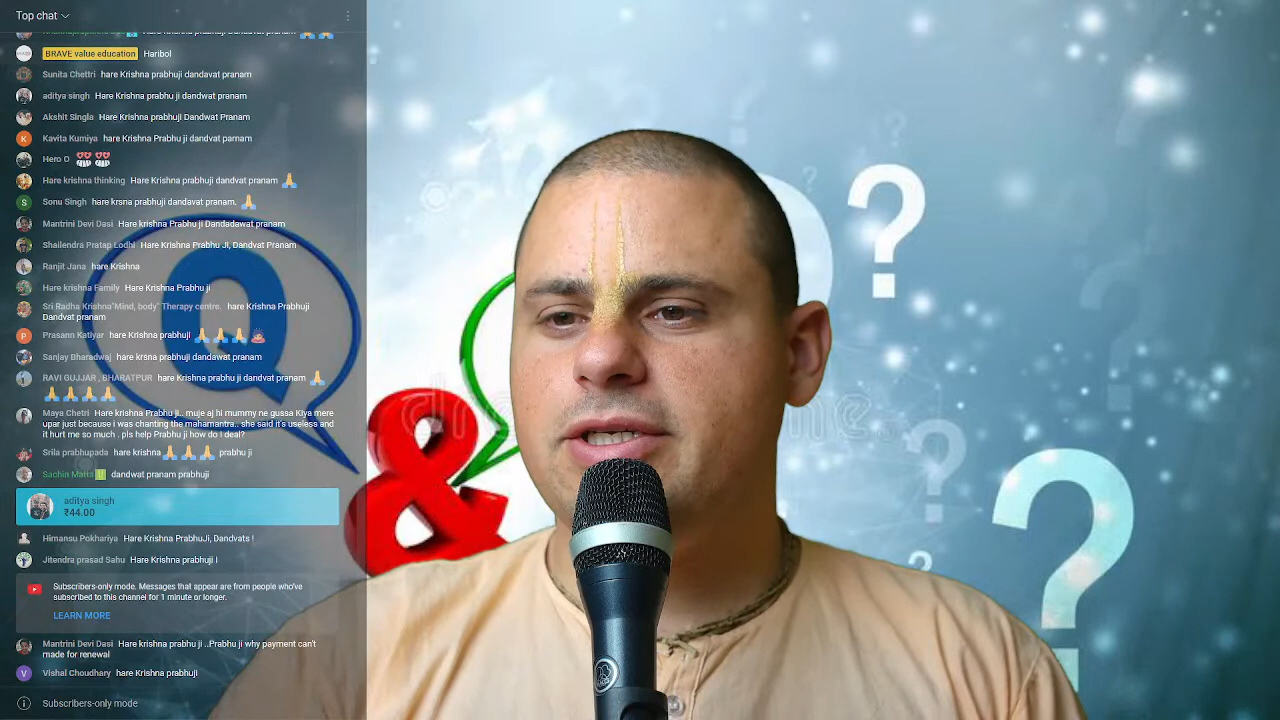 Top chat
BRAVE value education Haribol
Sunita Chettri hare Krishna prabhuji dandavat pranam
aditya singh Hare Krishna prabhu ji dandwat pranam
Akshit Singla Hare Krishna prabhuji Dandwat Pranam
K Kavita Kumiya hare Krishna Prabhu ji dandvat parnam
Hero O
Hare krishna thinking Hare Krishna prabhuji dandvat pranam 🙏
S Sonu Singh hare krsna prabhuji dandavat pranam. 🙏
Mantrini Devi Dasi Hare krishna Prabhu ji Dandadawat pranam
Shailendra Pratap Lodhi Hare Krishna Prabhu Ji, Dandvat Pranam
Ranjit Jana hare Krishna
Hare krishna family Hare Prabhu ji
Sri Radha Krishna"Mind, body" Therapy centre. hare Krishna Prabhuji
Dandvat pranam
P Prasann Katiyar hare Krishna prabhuji 🙏🙏🙏
Sanjay Bharadwaj hare krsna prabhuji dandawat pranam
RAVI GUJJAR , BHARATPUR hare Krishna prabhu ji dandvat pranam 🙏
🙏🙏🙏🙏
Maya Chetri Hare krishna Prabhu ji.. muje aj hi mummy ne gussa Kiya mere
upar just because i was chanting the mahamantra.. she said it's useless and
it hurt me so much . pls help Prabhu ji how do I deal?
Srila prabhupada hare krishna 🙏🙏🙏 prabhu ji
Sachin Matta dandwat pranam prabhuji
aditya singh
₹44.00
Himansu Pokhariya Hare Krishna PrabhuJi, Dandvats !
Jitendra prasad Sahu Hare Krishna prabhuji !
Subscribers-only mode. Messages that appear are from people who've
subscribed to this channel for 1 minute or longer.
LEARN MORE
Mantrini Devi Dasi Hare krishna prabhu ji ..Prabhu ji why payment can't
made for renewal
V Vishal Choudhary hare Krishna prabhuji
Subscribers-only mode
Q
&
?
?
?
?
AKG